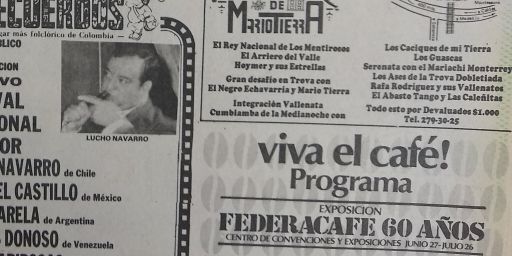 CUERDOS
gar más folclórico de Colombia
BLICO
CION
VO
VAL
ONAL
OR
NAVARRO de Chile
EL CASTILLO de México
ARELA de Argentina
DONOSO de Venezuela
LUCHO NAVARRO
DE
MARIOTIERRA
El Rey Nacional de Los Mentirosos
El Arriero del Valle
Hoymer y sus Estrellas
Gran desafio en Trova con
El Negro Echavarría y Mario Tierra
Integración Vallenata
Cumbiamba de la Medianoche con
Los Caciques de mi Tierra
Los Guascas
Serenata con el Mariachi Monterrey
Los Ases de la Trova Dobletiada
Rafa Rodríguez y sus Vallenatos
El Abasto Tango y Las Caleñitas
Todo esto por Devaluados $1.000
Tel. 279-30-25
viva el café!
Programa
EXPOSICION
FEDERACAFE 60 AÑOS
CENTRO DE CONVENCIONES Y EXPOSICIONES JUNIO 27-JULIO 26